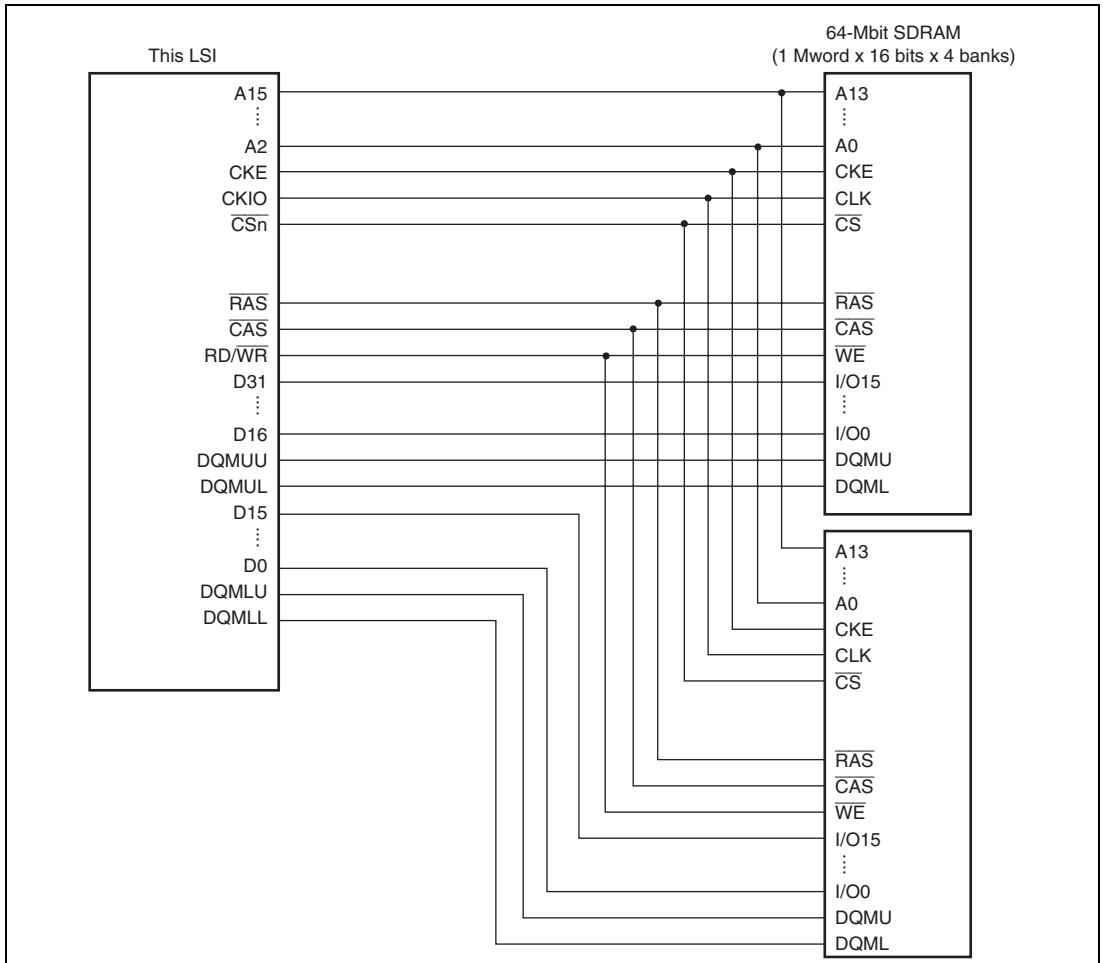 This LSI
A15
A2
CKE
CKIO
CSn
RAS
CAS
RD/WR
D31
D16
DQMUU
DQMUL
D15
D0
DQMLU
DQMLL
64-Mbit SDRAM
(1 Mword x 16 bits x 4 banks)
A13
A0
CKE
CLK
CS
RAS
CAS
WE
I/O15
I/O0
DQMU
DQML
A13
A0
CKE
CLK
CS
RAS
CAS
WE
I/O15
I/O0
DQMU
DQML